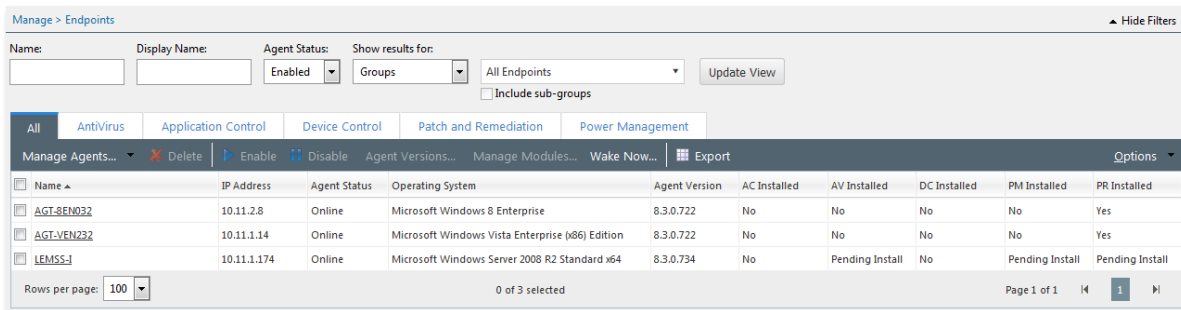 Manage > Endpoints Hide Filters
Name: Display Name: Agent Status: Show results for:
Enabled Groups All Endpoints Update View
Include sub-groups
All AntiVirus Application Control Device Control Patch and Remediation Power Management
Manage Agents... Delete Enable Disable Agent Versions... Manage Modules... Wake Now... Export Options
Name IP Address Agent Status Operating System Agent Version AC Installed AV Installed DC Installed PM Installed PR Installed
AGT-8EN032 10.11.2.8 Online Microsoft Windows 8 Enterprise 8.3.0.722 No No No No Yes
AGT-VEN232 10.11.1.14 Online Microsoft Windows Vista Enterprise (x86) Edition 8.3.0.722 No No No No Yes
LEMSS-I 10.11.1.174 Online Microsoft Windows Server 2008 R2 Standard x64 8.3.0.734 No Pending Install No Pending Install Pending Install
Rows per page: 100 0 of 3 selected Page 1 of 1 1